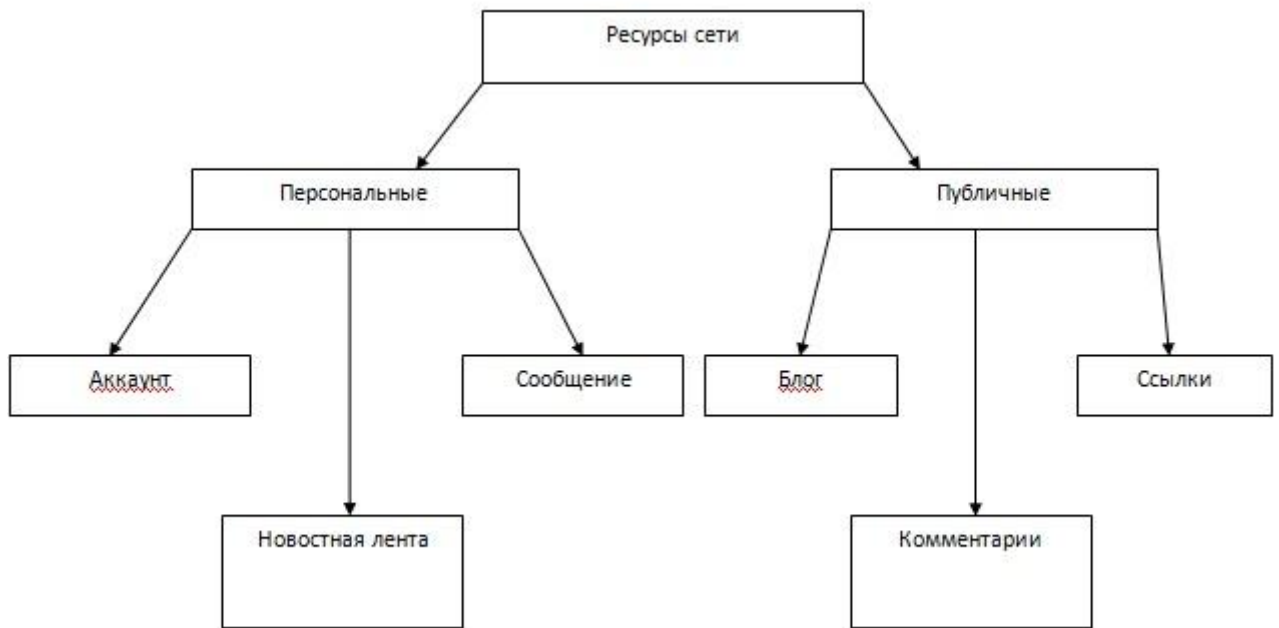 Ресурсы сети
Персональные
Публичные
Аккаунт
Сообщение
Блог
Ссылки
Новостная лента
Комментарии